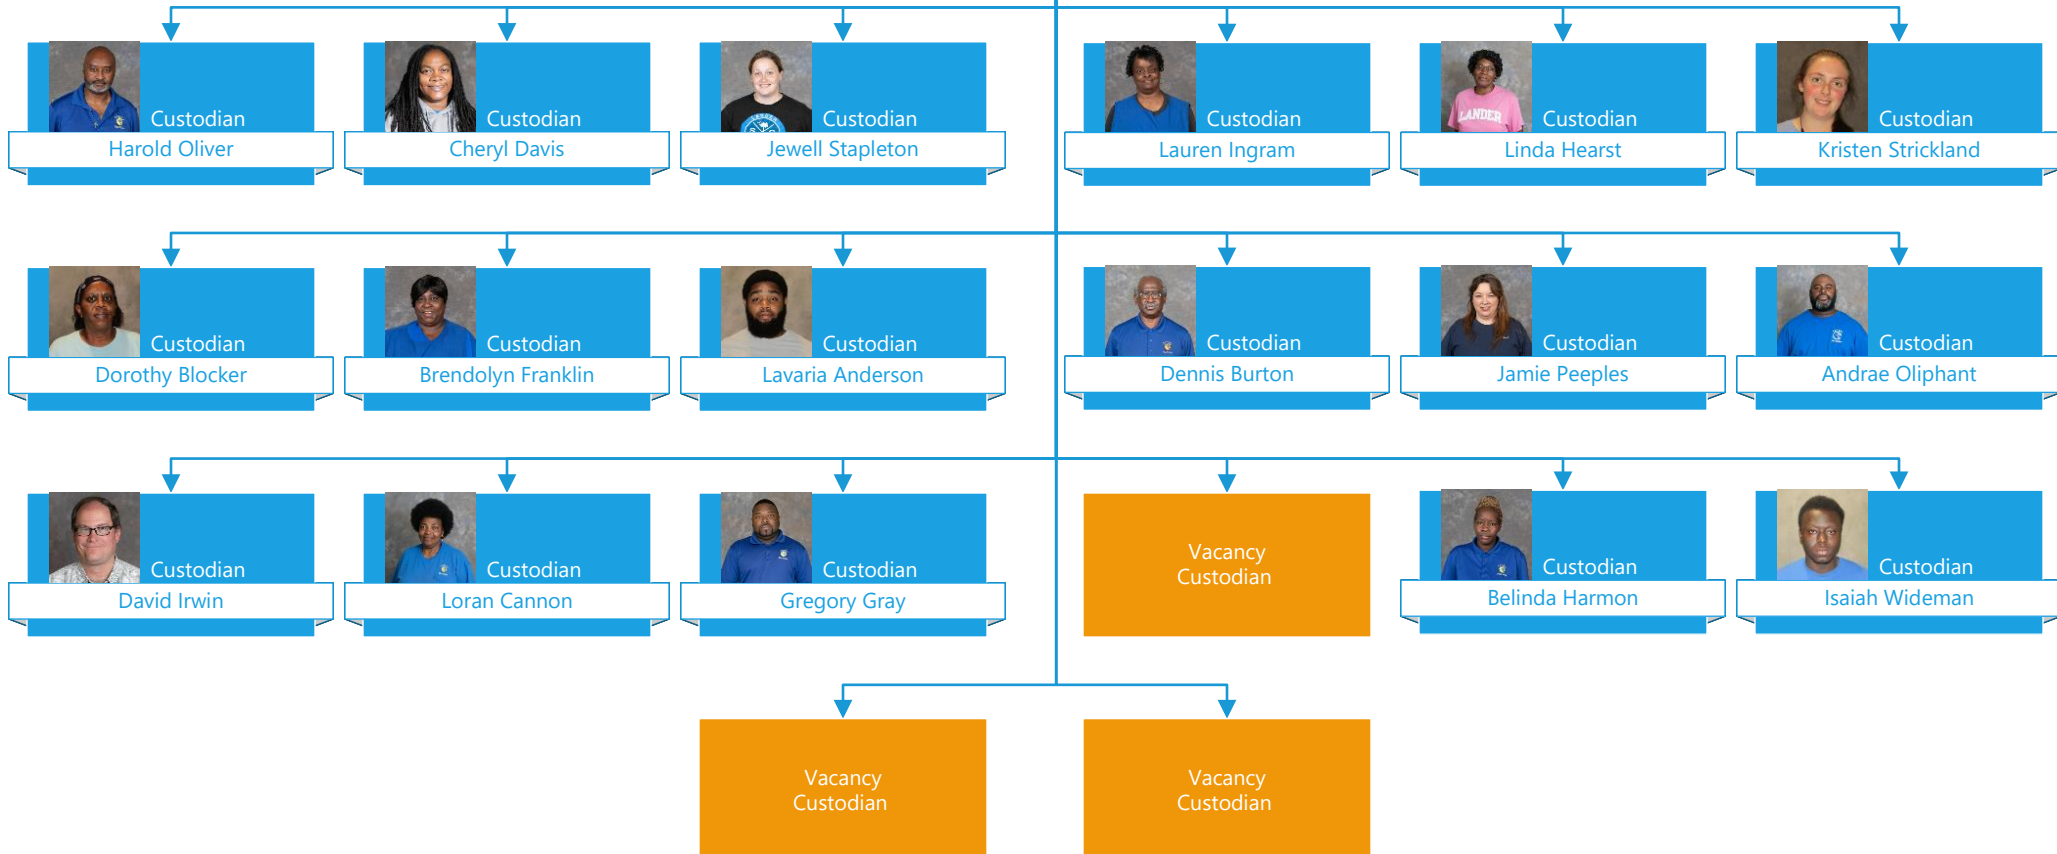 Custodian
Harold Oliver
Custodian
Cheryl Davis
Custodian
Jewell Stapleton
Custodian
Lauren Ingram
LANDER
Custodian
Linda Hearst
Custodian
Kristen Strickland
Custodian
Dorothy Blocker
Custodian
Brendolyn Franklin
Custodian
Lavaria Anderson
Custodian
Dennis Burton
Custodian
Jamie Peeples
Custodian
Andrae Oliphant
Custodian
David Irwin
Custodian
Loran Cannon
Custodian
Gregory Gray
Vacancy
Custodian
Custodian
Belinda Harmon
Custodian
Isaiah Wideman
Vacancy
Custodian
Vacancy
Custodian